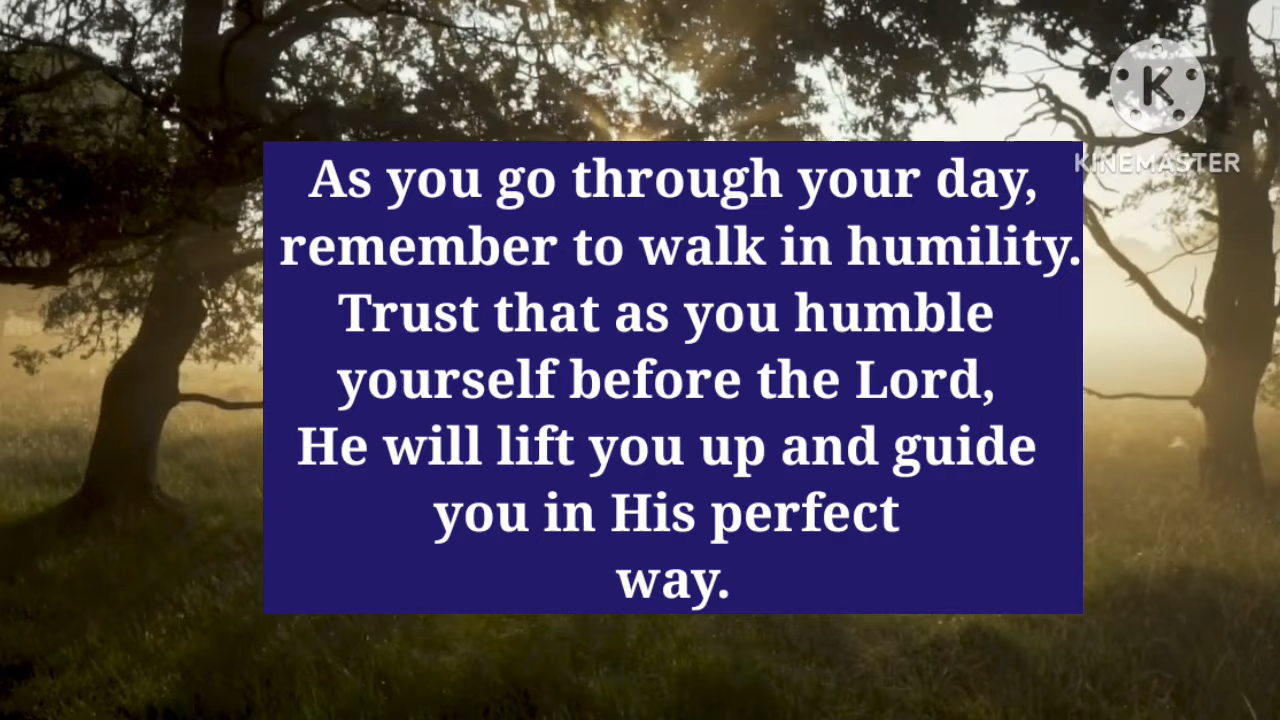 K
KINEMASTER
As you go through your day,
remember to walk in humility.
Trust that as you humble
yourself before the Lord,
He will lift you up and guide
you in His perfect
way.